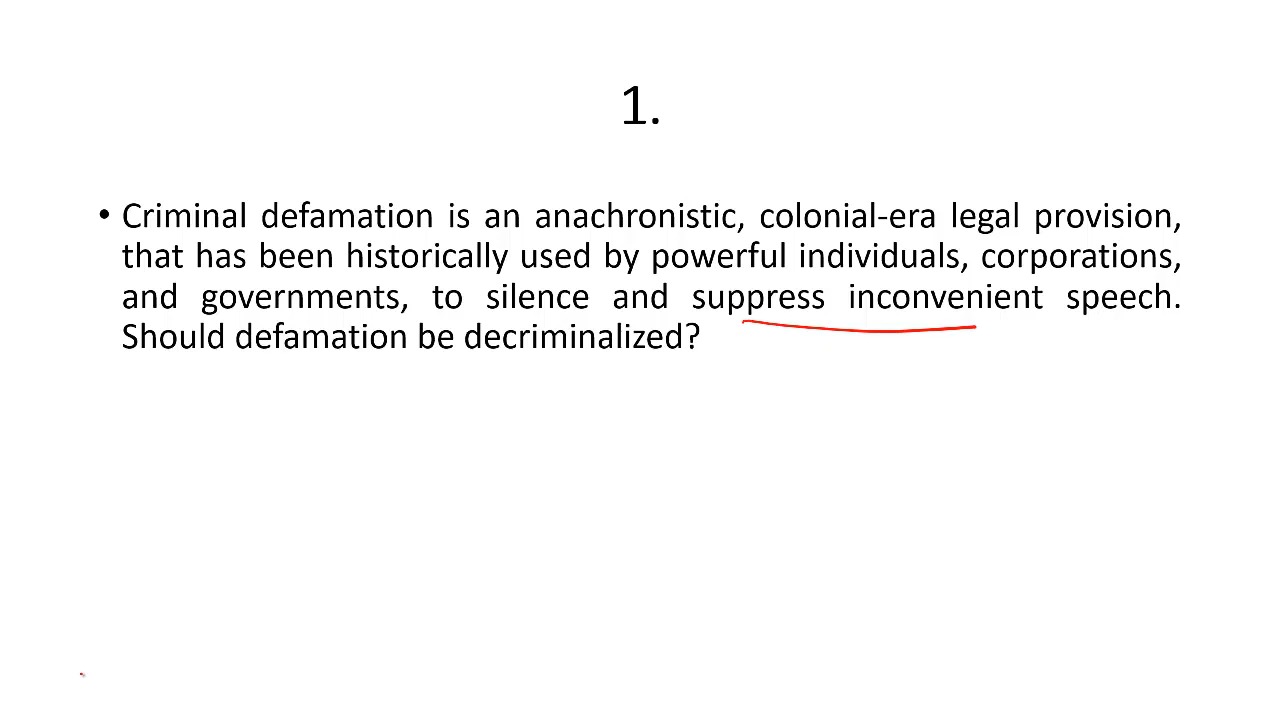 1.
• Criminal defamation is an anachronistic, colonial-era legal provision,
that has been historically used by powerful individuals, corporations,
and governments, to silence and suppress inconvenient speech.
Should defamation be decriminalized?